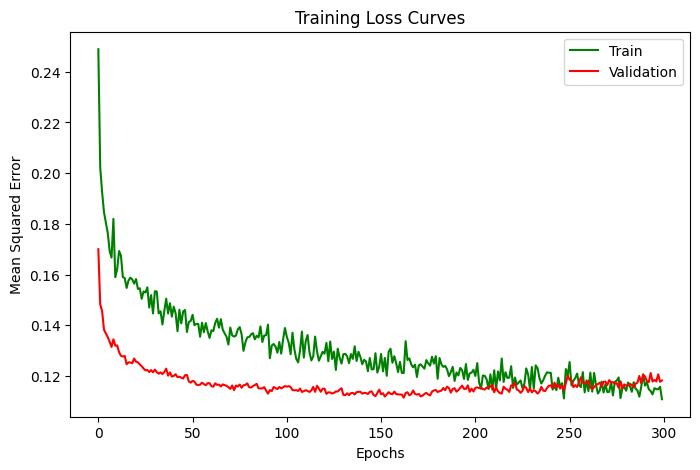 Training Loss Curves
Train
Validation
Mean Squared Error
0.24
0.22
0.20
0.18
0.16
0.14
0.12
0
50
100
150
200
250
300
Epochs